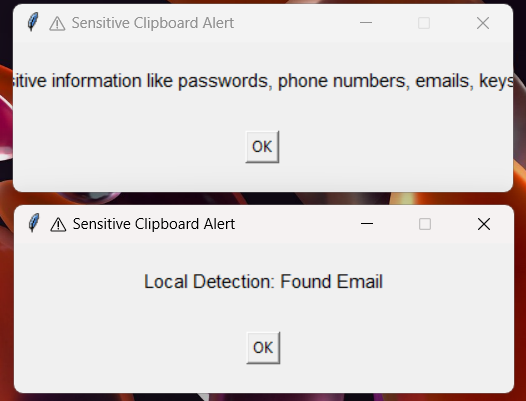 ⚠ Sensitive Clipboard Alert
sitive information like passwords, phone numbers, emails, keys
OK
⚠ Sensitive Clipboard Alert
Local Detection: Found Email
OK